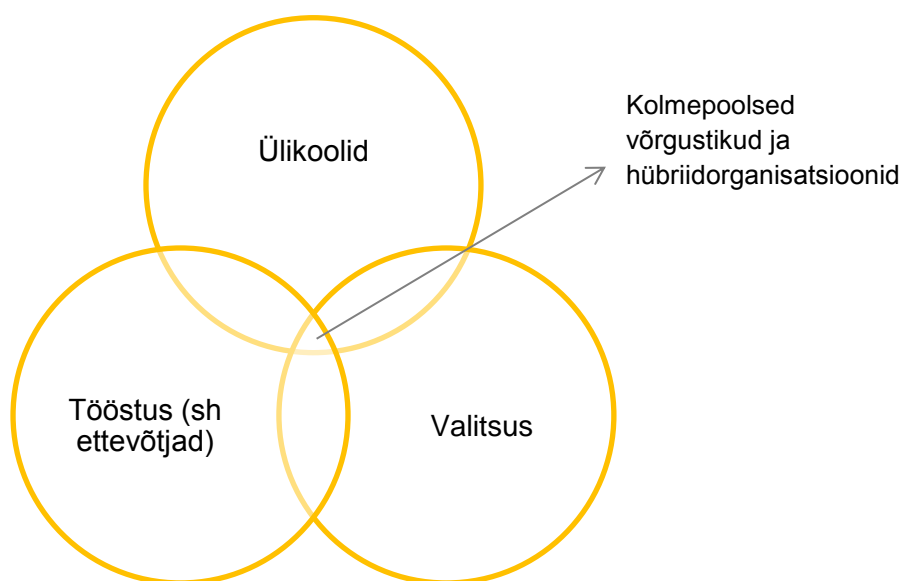 Ülikoolid
Kolmepoolsed
võrgustikud ja
hübriidorganisatsioonid
Tööstus (sh
ettevõtjad)
Valitsus